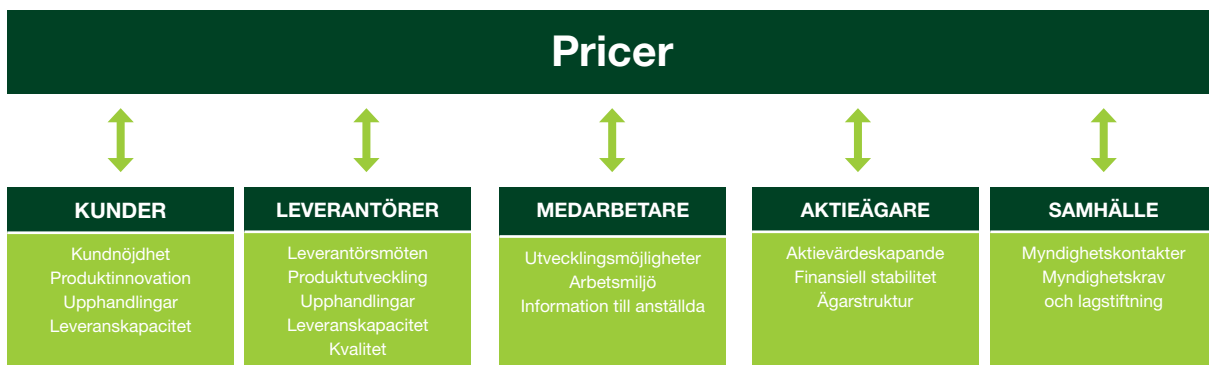 Pricer
KUNDER
Kundnöjdhet
Produktinnovation
Upphandlingar
Leveranskapacitet
LEVERANTÖRER
Leverantörsmöten
Produktutveckling
Upphandlingar
Leveranskapacitet
Kvalitet
MEDARBETARE
Utvecklingsmöjligheter
Arbetsmiljö
Information till anställda
AKTIEÄGARE
Aktievärdeskapande
Finansiell stabilitet
Ägarstruktur
SAMHÄLLE
Myndighetskontakter
Myndighetskrav
och lagstiftning